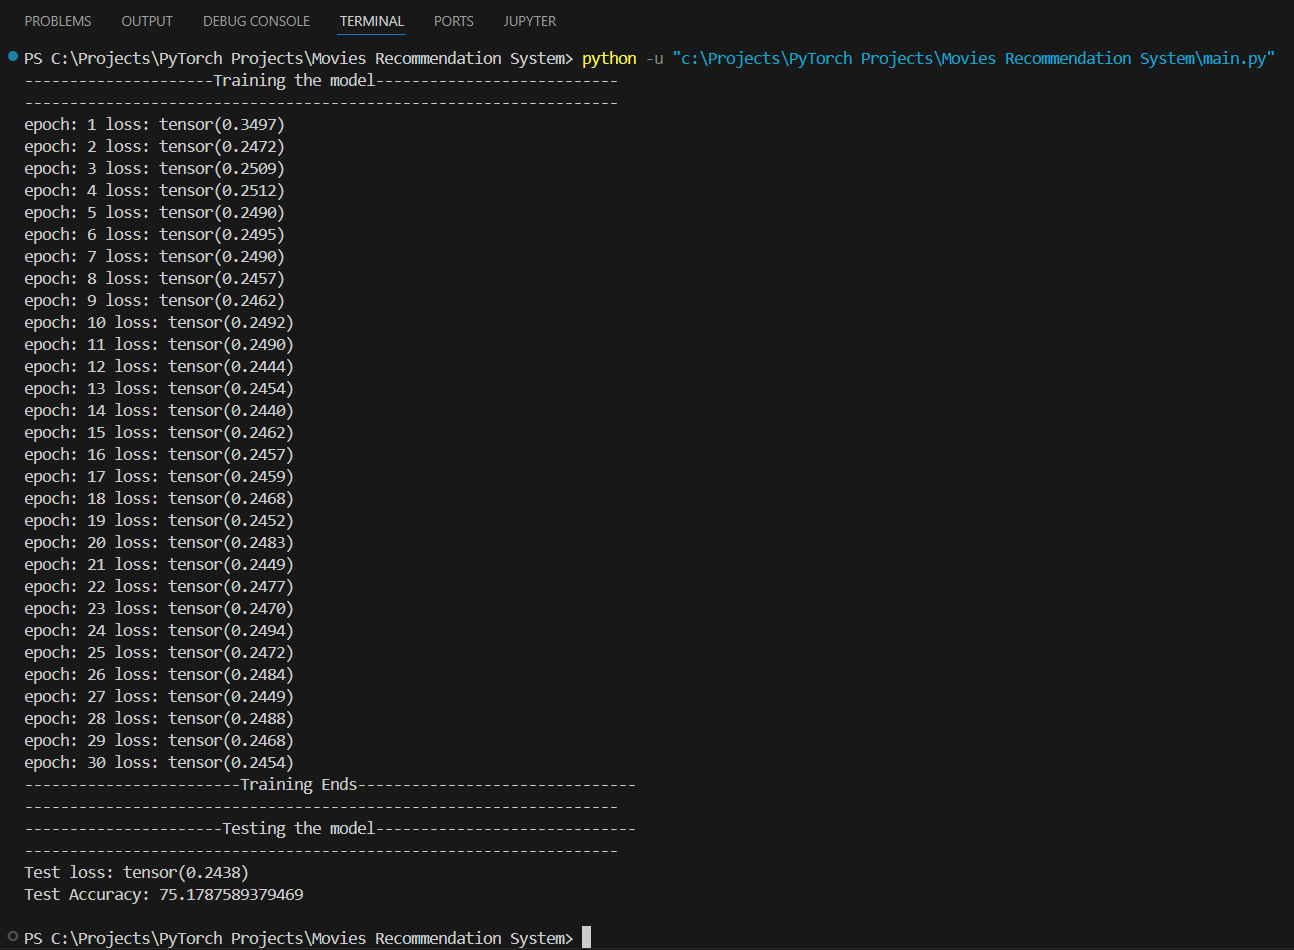 PROBLEMS OUTPUT DEBUG CONSOLE TERMINAL PORTS JUPYTER
PS C:\Projects\PyTorch Projects\Movies Recommendation System> python -u "c:\Projects\PyTorch Projects\Movies Recommendation System\main.py"
---------------------Training the model---------------------------
------------------------------------------------------------------
epoch: 1 loss: tensor(0.3497)
epoch: 2 loss: tensor(0.2472)
epoch: 3 loss: tensor(0.2509)
epoch: 4 loss: tensor(0.2512)
epoch: 5 loss: tensor(0.2490)
epoch: 6 loss: tensor(0.2495)
epoch: 7 loss: tensor(0.2490)
epoch: 8 loss: tensor(0.2457)
epoch: 9 loss: tensor(0.2462)
epoch: 10 loss: tensor(0.2492)
epoch: 11 loss: tensor(0.2490)
epoch: 12 loss: tensor(0.2444)
epoch: 13 loss: tensor(0.2454)
epoch: 14 loss: tensor(0.2440)
epoch: 15 loss: tensor(0.2462)
epoch: 16 loss: tensor(0.2457)
epoch: 17 loss: tensor(0.2459)
epoch: 18 loss: tensor(0.2468)
epoch: 19 loss: tensor(0.2452)
epoch: 20 loss: tensor(0.2483)
epoch: 21 loss: tensor(0.2449)
epoch: 22 loss: tensor(0.2477)
epoch: 23 loss: tensor(0.2470)
epoch: 24 loss: tensor(0.2494)
epoch: 25 loss: tensor(0.2472)
epoch: 26 loss: tensor(0.2484)
epoch: 27 loss: tensor(0.2449)
epoch: 28 loss: tensor(0.2488)
epoch: 29 loss: tensor(0.2468)
epoch: 30 loss: tensor(0.2454)
------------------------Training Ends-------------------------------
------------------------------------------------------------------
----------------------Testing the model-----------------------------
------------------------------------------------------------------
Test loss: tensor(0.2438)
Test Accuracy: 75.1787589379469
PS C:\Projects\PyTorch Projects\Movies Recommendation System>